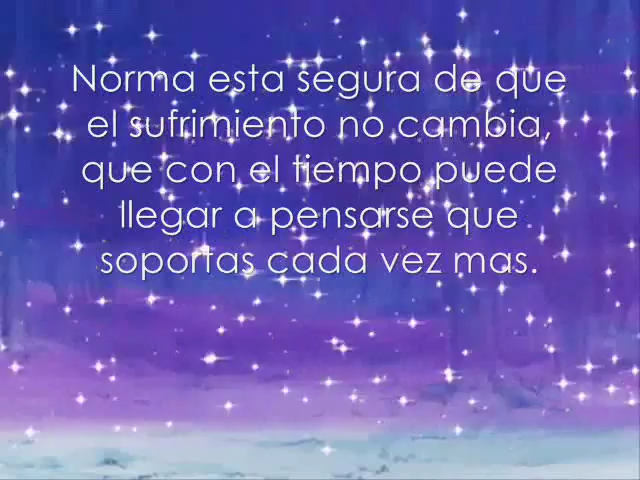 Norma esta segura de que
el sufrimiento no cambia,
que con el tiempo puede
llegar a pensarse que
soportas cada vez mas.